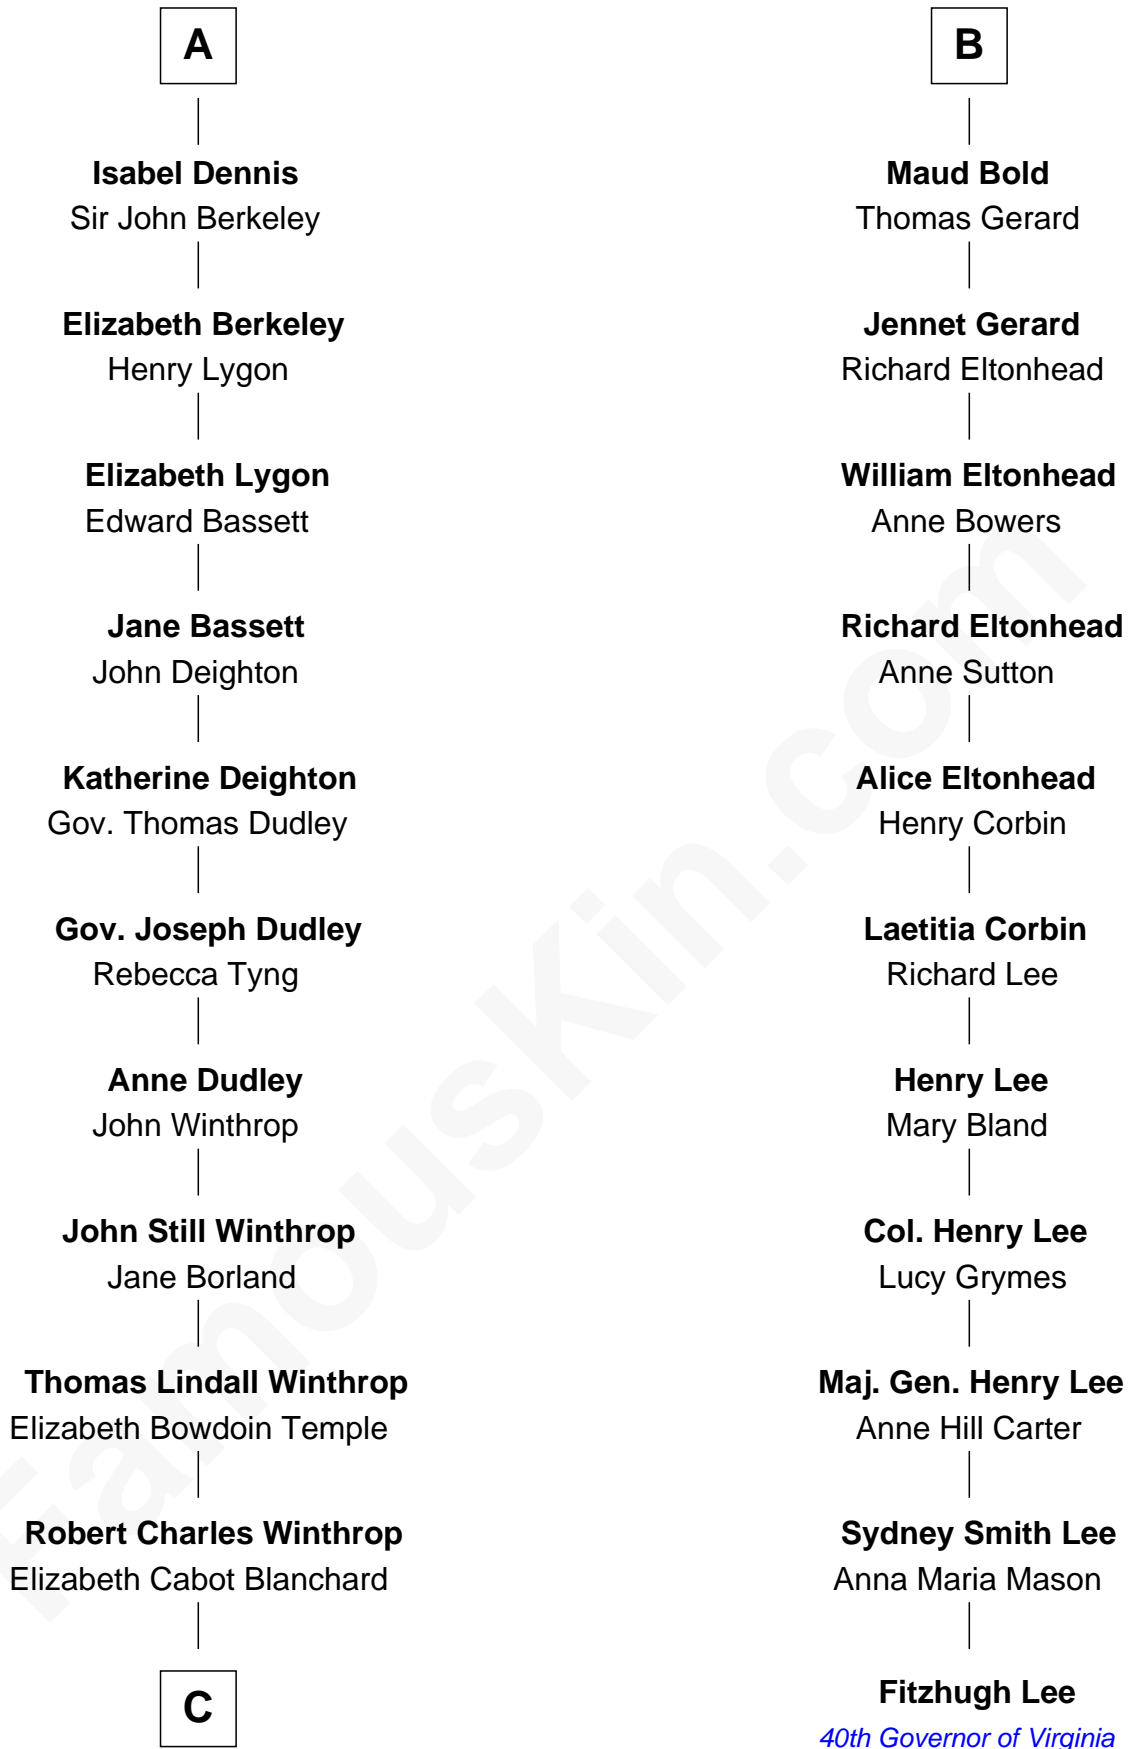 A
Isabel Dennis
Sir John Berkeley
Elizabeth Berkeley
Henry Lygon
Elizabeth Lygon
Edward Bassett
Jane Bassett
John Deighton
Katherine Deighton
Gov. Thomas Dudley
Gov. Joseph Dudley
Rebecca Tyng
Anne Dudley
John Winthrop
John Still Winthrop
Jane Borland
Thomas Lindall Winthrop
Elizabeth Bowdoin Temple
Robert Charles Winthrop
Elizabeth Cabot Blanchard
C
B
Maud Bold
Thomas Gerard
Jennet Gerard
Richard Eltonhead
William Eltonhead
Anne Bowers
Richard Eltonhead
Anne Sutton
Alice Eltonhead
Henry Corbin
Laetitia Corbin
Richard Lee
Henry Lee
Mary Bland
Col. Henry Lee
Lucy Grymes
Maj. Gen. Henry Lee
Anne Hill Carter
Sydney Smith Lee
Anna Maria Mason
Fitzhugh Lee
40th Governor of Virginia
FamousKin.com